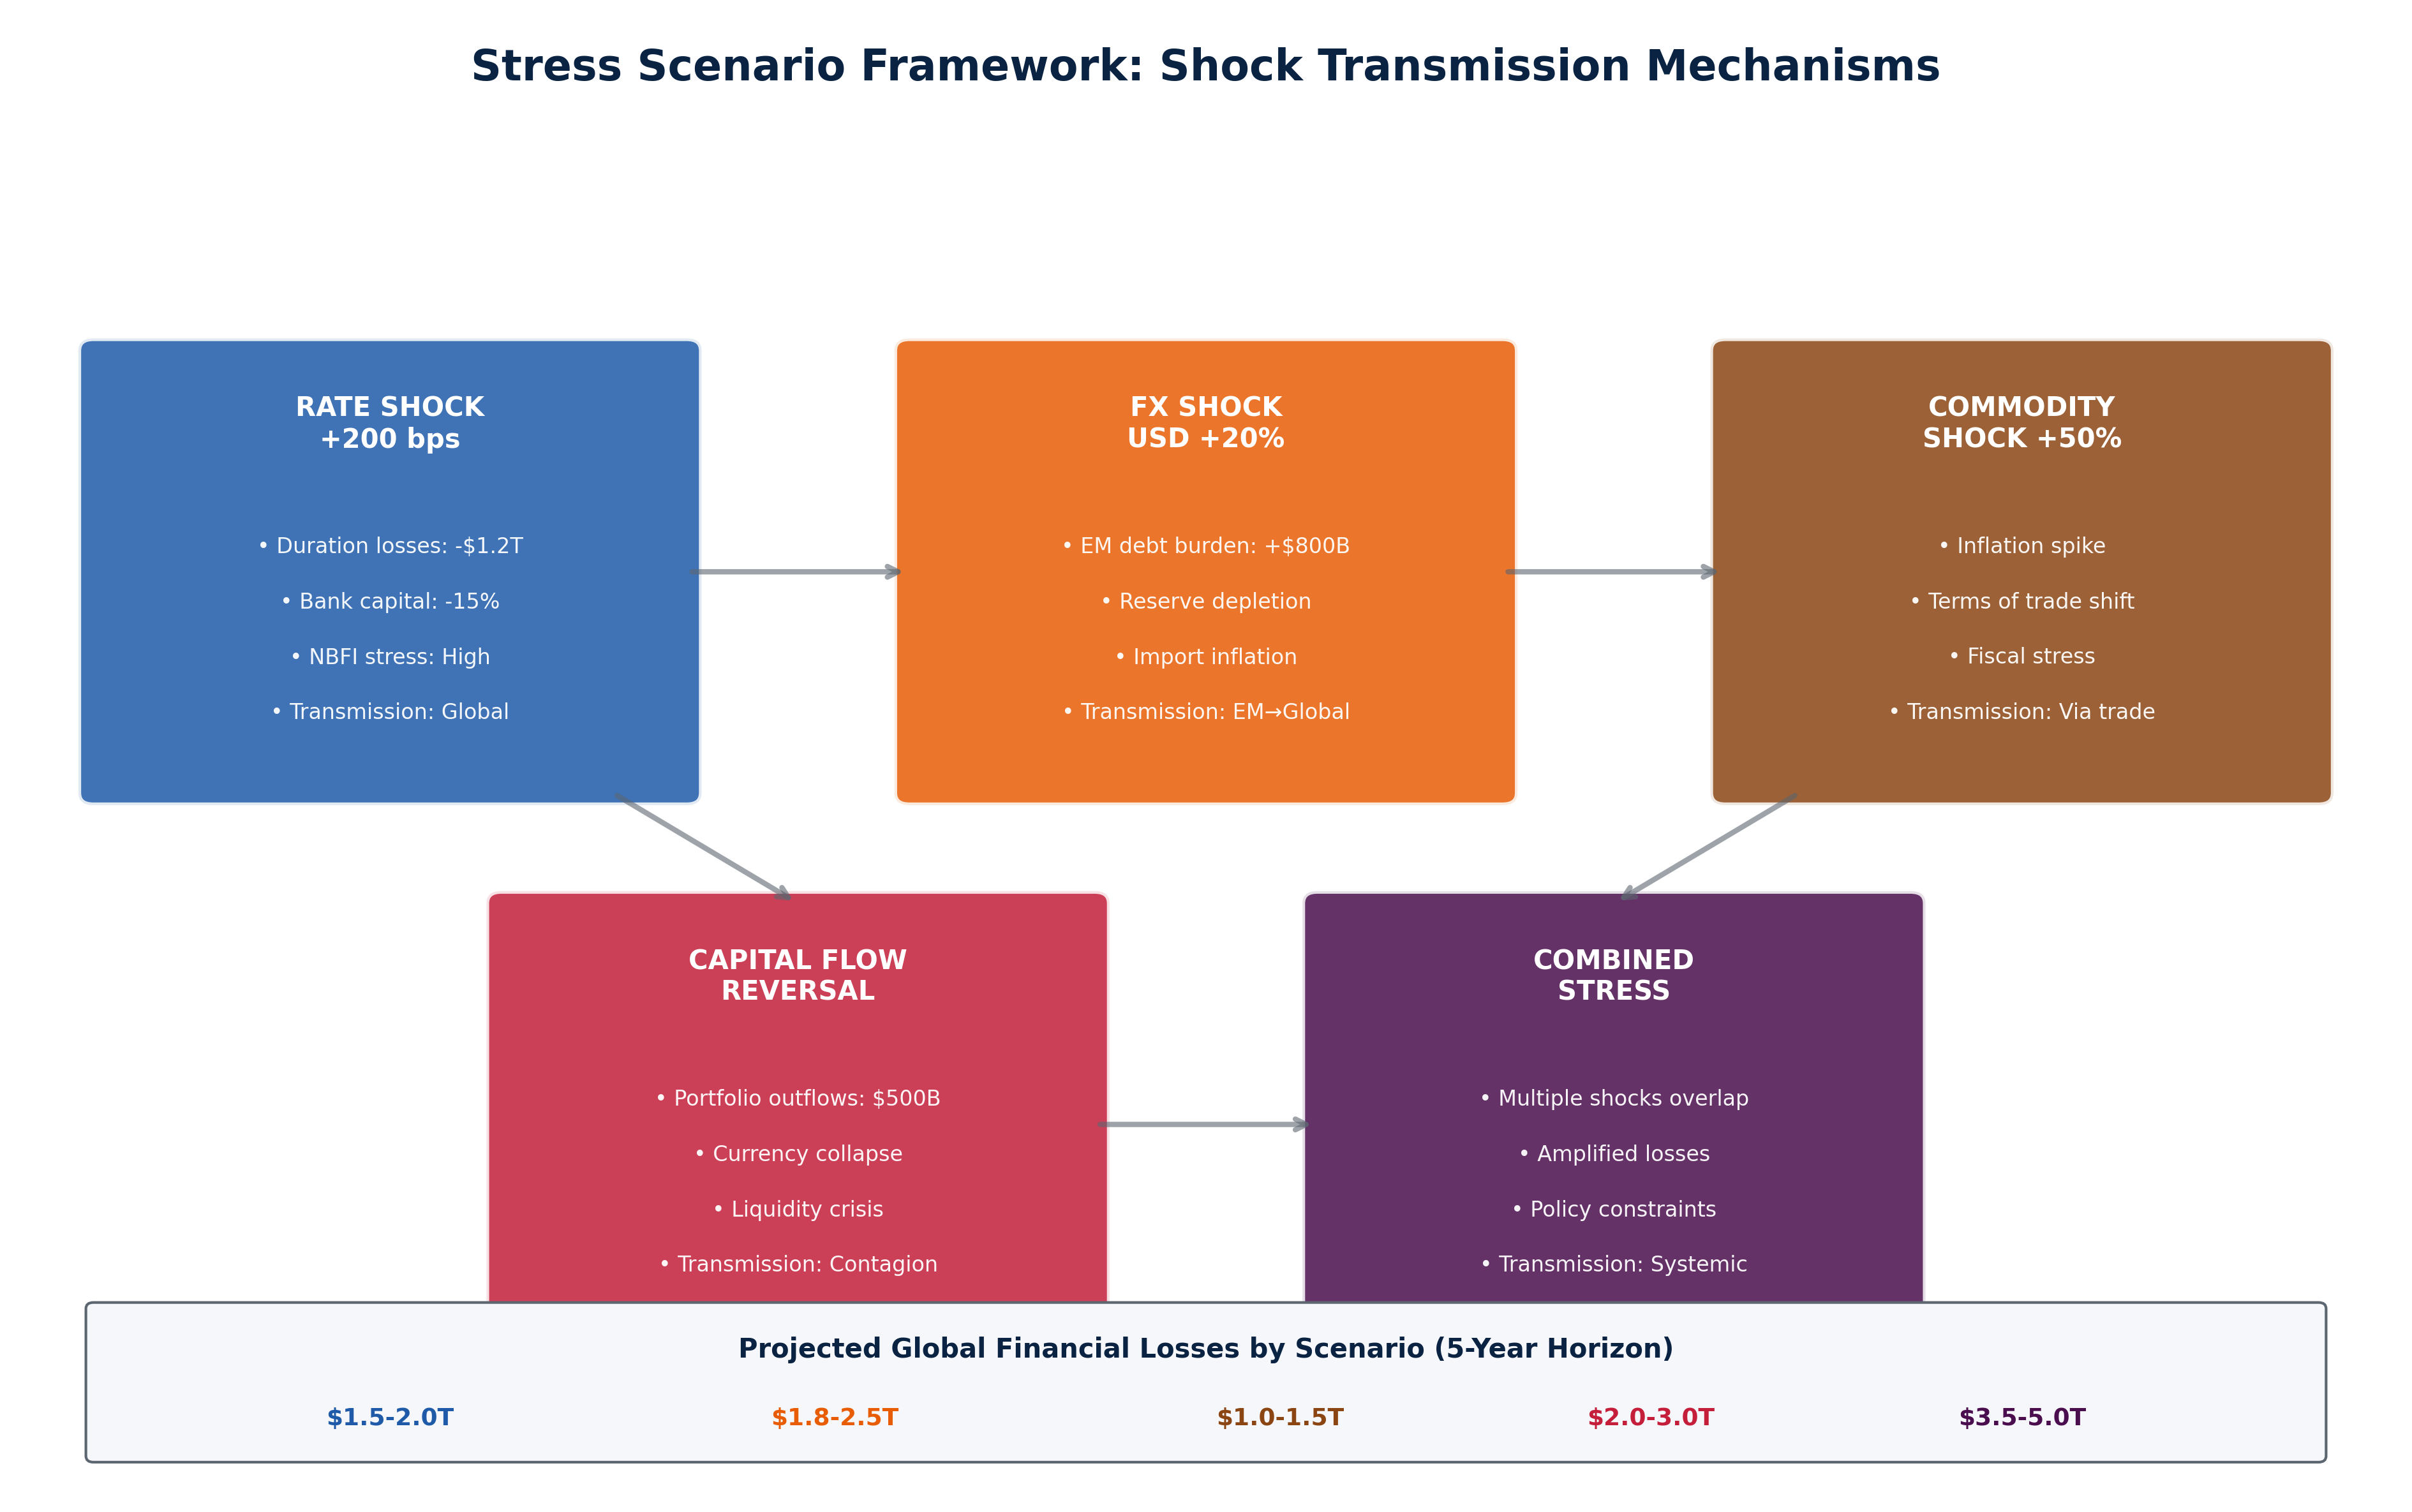 Stress Scenario Framework: Shock Transmission Mechanisms
RATE SHOCK
+200 bps
• Duration losses: -$1.2T
• Bank capital: -15%
• NBFI stress: High
• Transmission: Global
FX SHOCK
USD +20%
• EM debt burden: +$800B
• Reserve depletion
• Import inflation
• Transmission: EM→Global
COMMODITY
SHOCK +50%
• Inflation spike
• Terms of trade shift
• Fiscal stress
• Transmission: Via trade
CAPITAL FLOW
REVERSAL
• Portfolio outflows: $500B
• Currency collapse
• Liquidity crisis
• Transmission: Contagion
COMBINED
STRESS
• Multiple shocks overlap
• Amplified losses
• Policy constraints
• Transmission: Systemic
Projected Global Financial Losses by Scenario (5-Year Horizon)
$1.5-2.0T
$1.8-2.5T
$1.0-1.5T
$2.0-3.0T
$3.5-5.0T